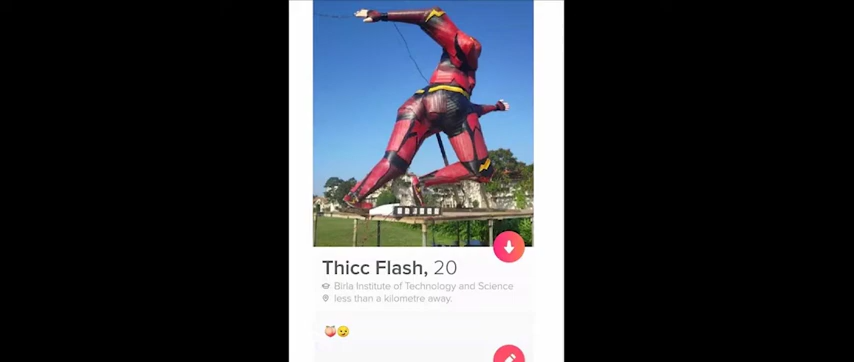 Thicc Flash, 20
Birla Institute of Technology and Science
less than a kilometre away.
🍑😏